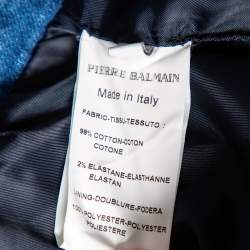 PIERRE BALMAIN
Made in Italy
FABRIC-TISSU-TESSUTO :
98% COTTON-COTON
COTONE
2% ELASTANE-ELASTHANNE
ELASTAN
LINING-DOUBLURE-FODERA
100% POLYESTER-POLYESTER
POLIESTERE